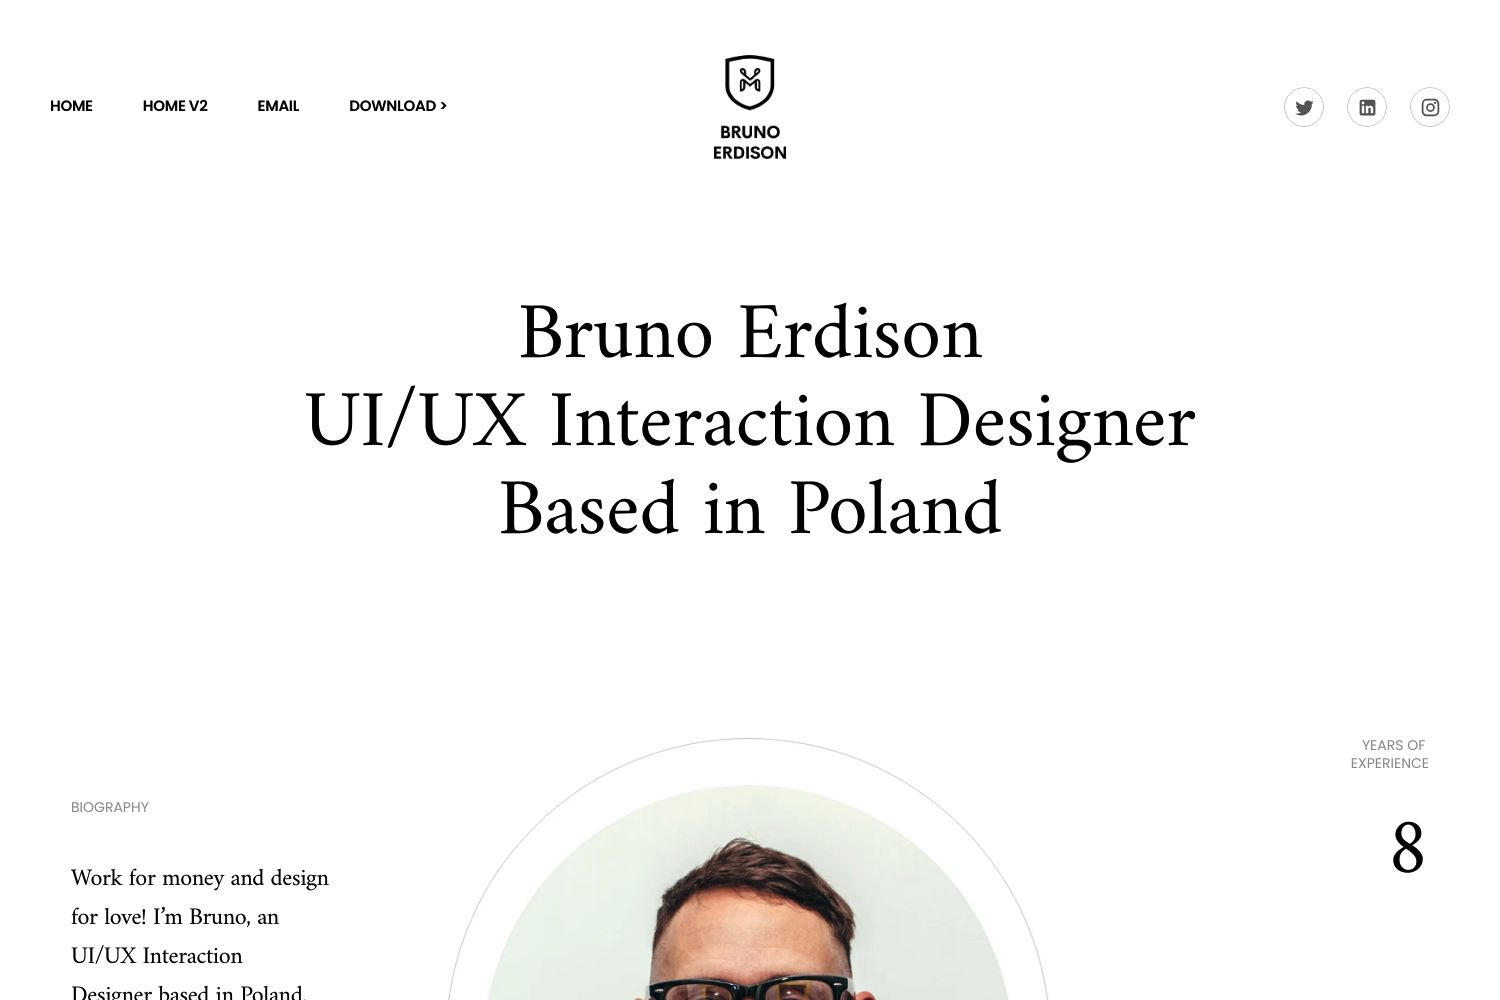 HOME
HOME V2
EMAIL
DOWNLOAD >
BRUNO
ERDISON
Bruno Erdison
UI/UX Interaction Designer
Based in Poland
BIOGRAPHY
Work for money and design
for love! I’m Bruno, an
UI/UX Interaction
Designer based in Poland.
YEARS OF
EXPERIENCE
8